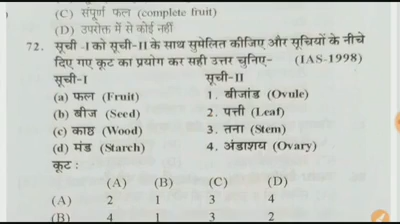 (C) संपूर्ण फल (complete fruit)
(D) उपरोक्त में से कोई नहीं
72. सूची -I को सूची-II के साथ सुमेलित कीजिए और सूचियों के नीचे
दिए गए कूट का प्रयोग कर सही उत्तर चुनिए- (IAS-1998)
सूची-I सूची-II
(a) फल (Fruit) 1. बीजांड (Ovule)
(b) बीज (Seed) 2. पत्ती (Leaf)
(c) काष्ठ (Wood) 3. तना (Stem)
(d) मंड (Starch) 4. अंडाशय (Ovary)
कूट :
(A) (B) (C) (D)
(A) 2 1 3 4
(B) 4 1 3 2